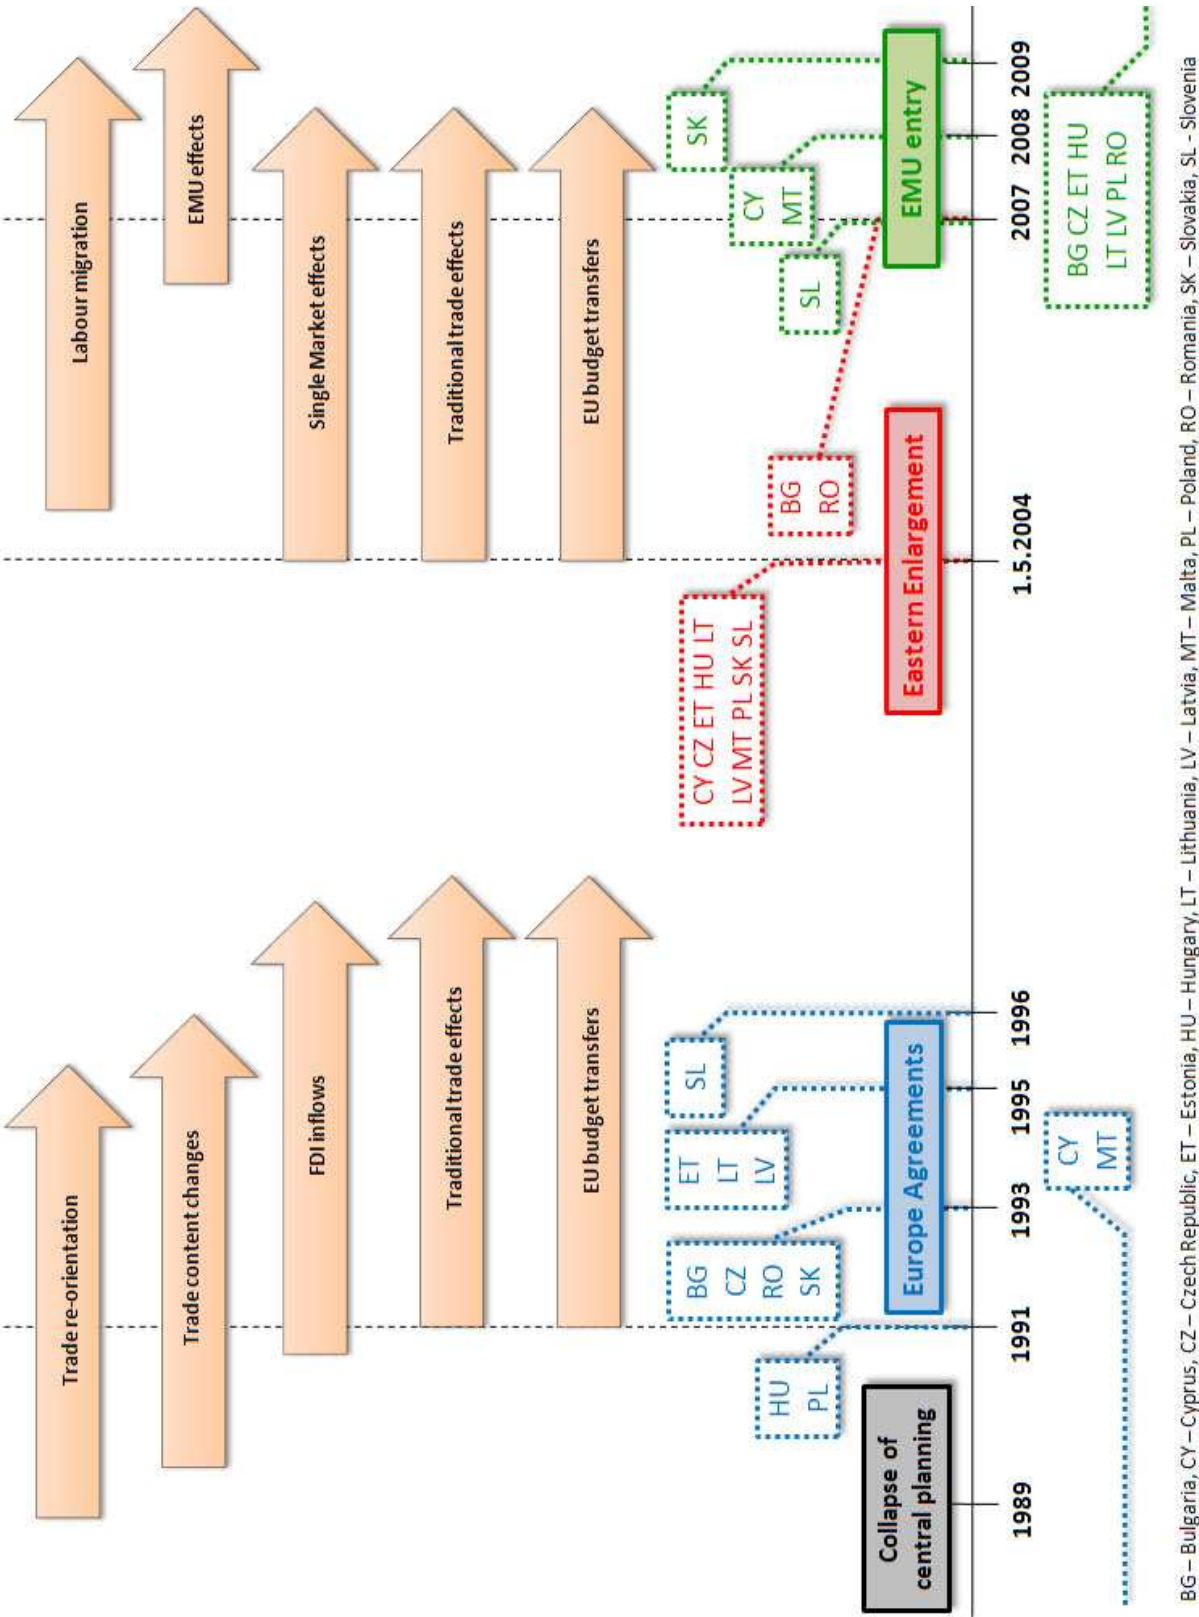 Trade re-orientation
Labour migration
Trade content changes
EMU effects
FDI inflows
Single Market effects
Traditional trade effects
Traditional trade effects
EU budget transfers
EU budget transfers
HU
PL
BG
CZ
RO
SK
ET
LT
LV
SL
CY CZ ET HU LT
LV MT PL SK SL
BG
RO
SL
CY
MT
SK
Collapse of
central planning
Europe Agreements
Eastern Enlargement
EMU entry
1989
1991
1993
1995
1996
1.5.2004
2007
2008
2009
CY
MT
BG CZ ET HU
LT LV PL RO
BG – Bulgaria, CY – Cyprus, CZ – Czech Republic, ET – Estonia, HU – Hungary, LT – Lithuania, LV – Latvia, MT – Malta, PL – Poland, RO – Romania, SK – Slovakia, SL - Slovenia